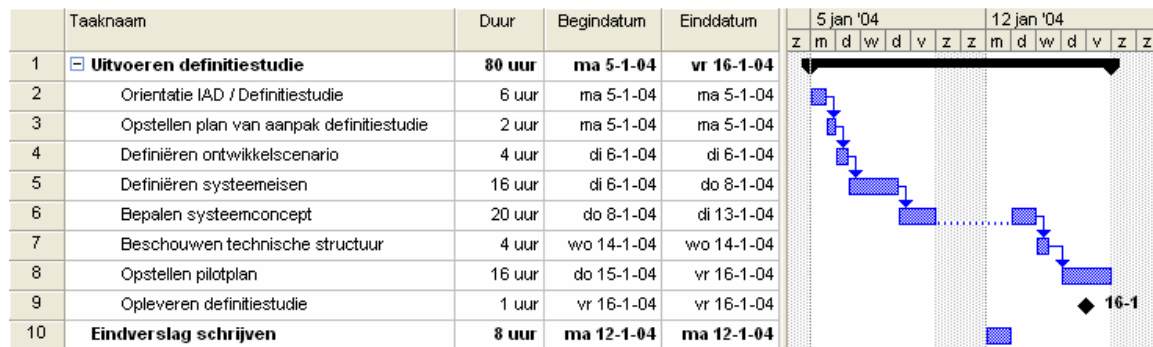 Taaknaam Duur Begindatum Einddatum 5 jan '04 12 jan '04
z m d w d v z z m d w d v z z
1 Uitvoeren definitiestudie 80 uur ma 5-1-04 vr 16-1-04
2 Orientatie IAD / Definitiestudie 6 uur ma 5-1-04 ma 5-1-04
3 Opstellen plan van aanpak definitiestudie 2 uur ma 5-1-04 ma 5-1-04
4 Definiëren ontwikkelscenario 4 uur di 6-1-04 di 6-1-04
5 Definiëren systeemeisen 16 uur di 6-1-04 do 8-1-04
6 Bepalen systeemconcept 20 uur do 8-1-04 di 13-1-04
7 Beschouwen technische structuur 4 uur wo 14-1-04 wo 14-1-04
8 Opstellen pilotplan 16 uur do 15-1-04 vr 16-1-04
9 Opleveren definitiestudie 1 uur vr 16-1-04 vr 16-1-04 16-1
10 Eindverslag schrijven 8 uur ma 12-1-04 ma 12-1-04